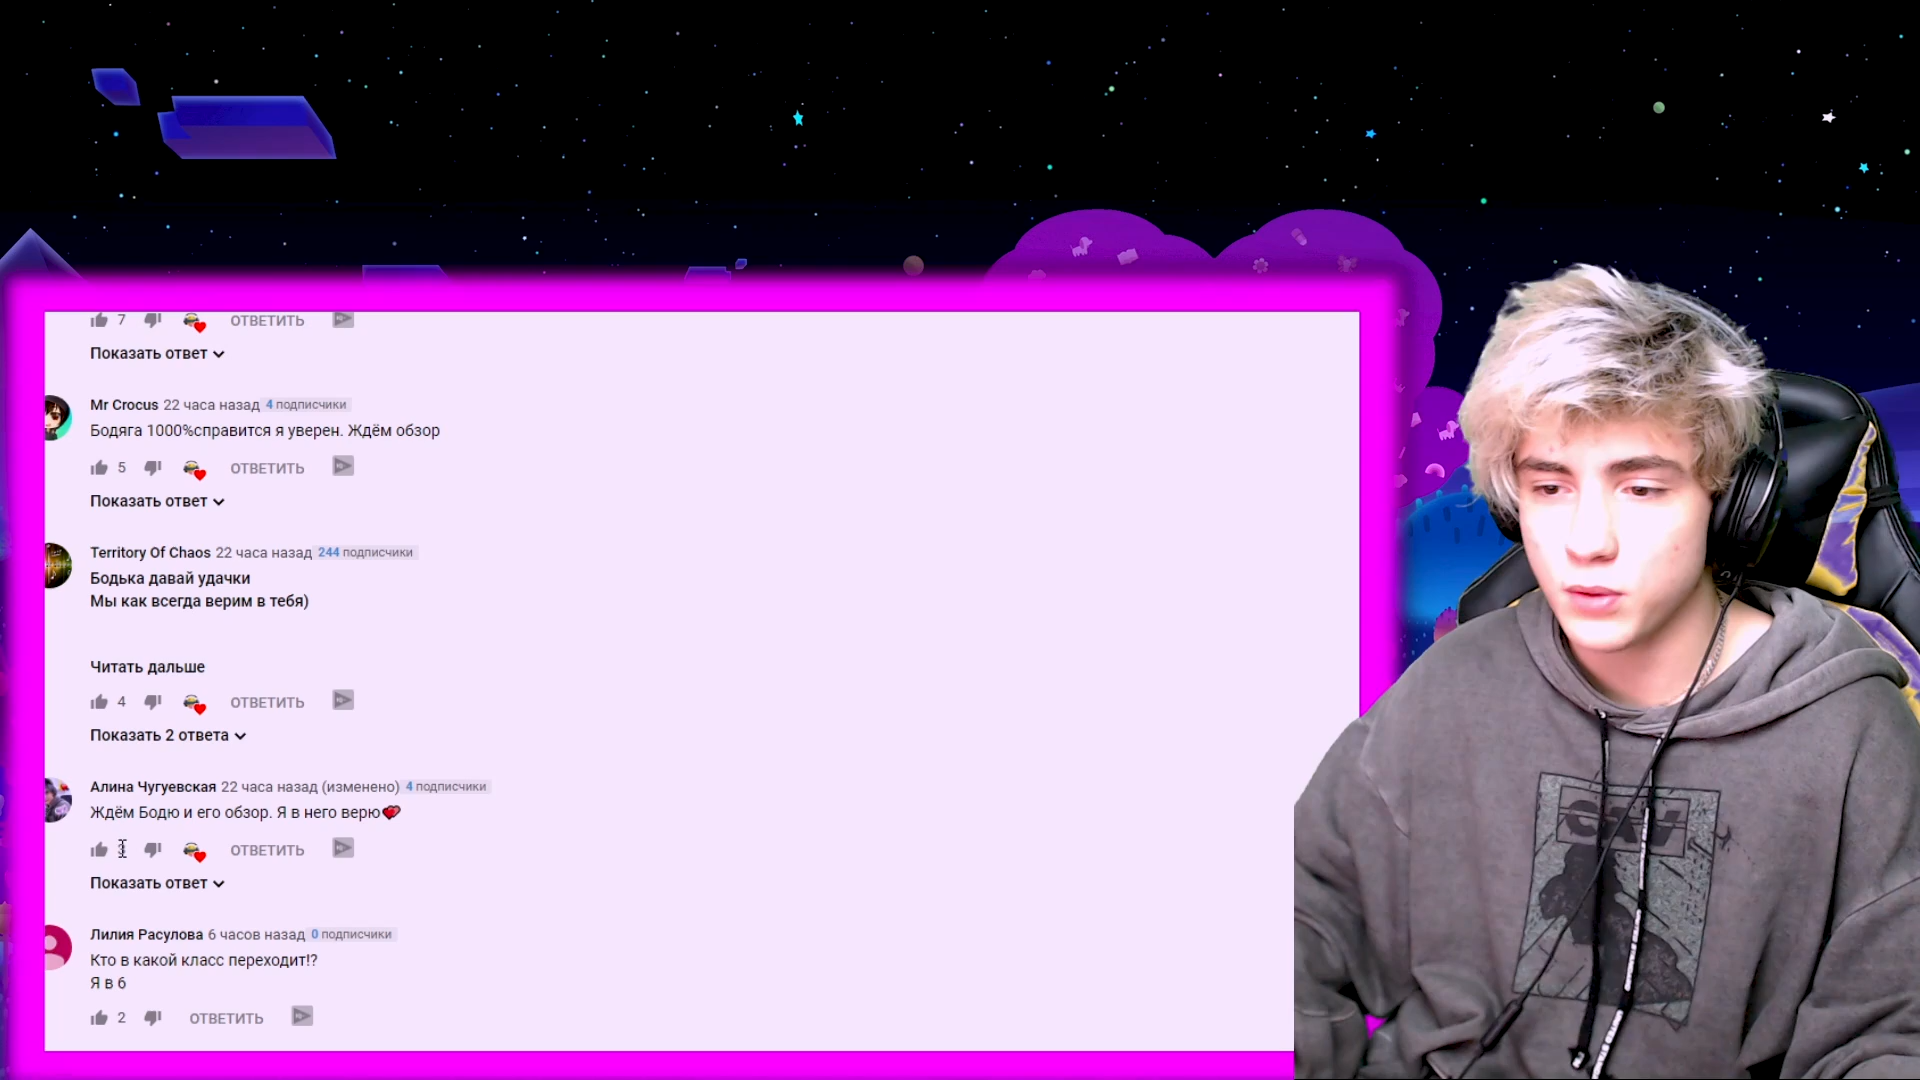 7 ОТВЕТИТЬ
Показать ответ
Mr Crocus 22 часа назад 4 подписчики
Бодяга 1000%справится я уверен. Ждём обзор
5 ОТВЕТИТЬ
Показать ответ
Territory Of Chaos 22 часа назад 244 подписчики
Бодька давай удачки
Мы как всегда верим в тебя)
Читать дальше
4 ОТВЕТИТЬ
Показать 2 ответа
Алина Чугуевская 22 часа назад (изменено) 4 подписчики
Ждём Бодю и его обзор. Я в него верю💕
3 ОТВЕТИТЬ
Показать ответ
Лилия Расулова 6 часов назад 0 подписчики
Кто в какой класс переходит!?
Я в 6
2 ОТВЕТИТЬ